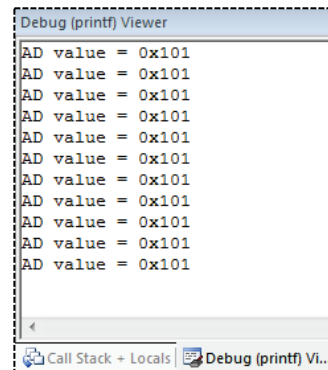 Debug (printf) Viewer
AD value = 0x101
AD value = 0x101
AD value = 0x101
AD value = 0x101
AD value = 0x101
AD value = 0x101
AD value = 0x101
AD value = 0x101
AD value = 0x101
AD value = 0x101
AD value = 0x101
Call Stack + Locals Debug (printf) Vi...